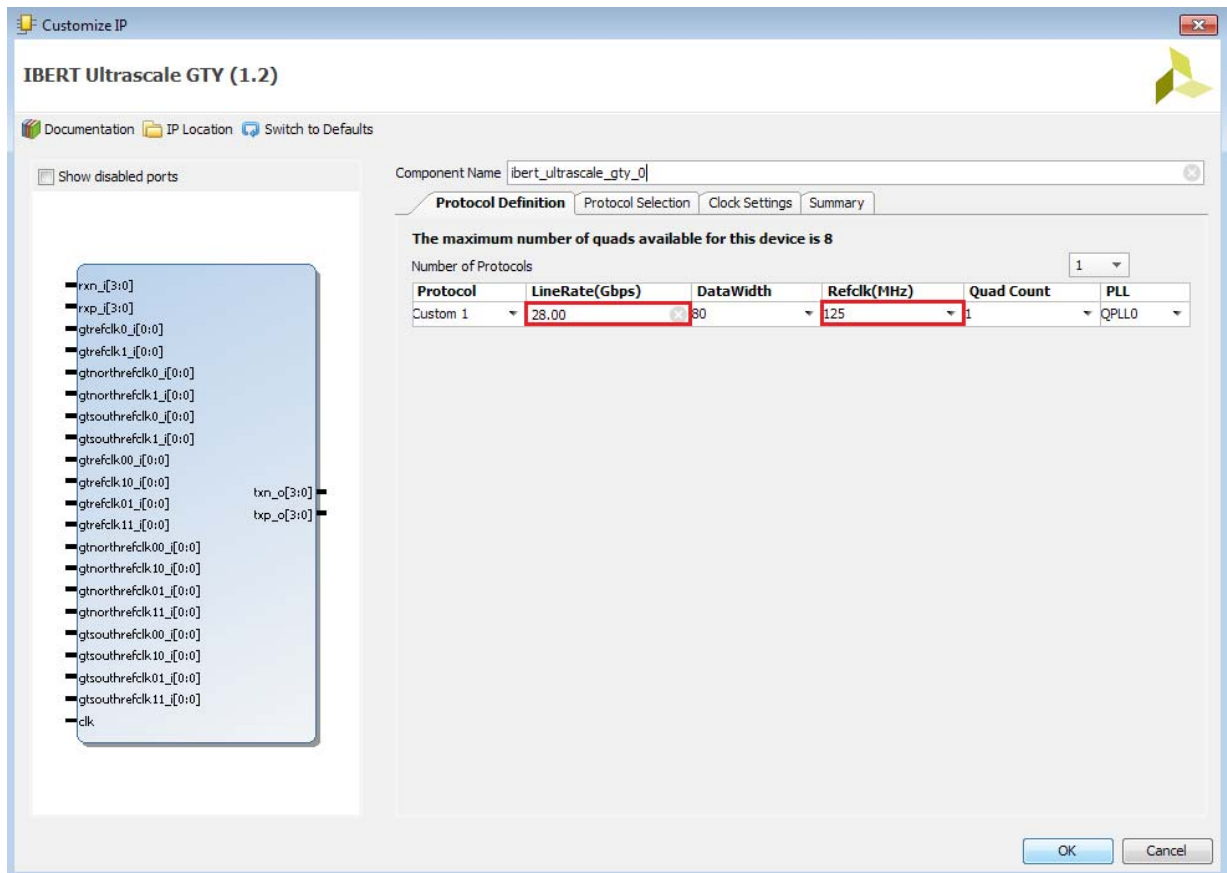 Customize IP
IBERT Ultrascale GTY (1.2)
Documentation IP Location Switch to Defaults
Show disabled ports
rxn_i[3:0]
rxp_i[3:0]
gtrefclk0_i[0:0]
gtrefclk1_i[0:0]
gtnorthrefclk0_i[0:0]
gtnorthrefclk1_i[0:0]
gtsouthrefclk0_i[0:0]
gtsouthrefclk1_i[0:0]
gtrefclk00_i[0:0]
gtrefclk10_i[0:0]
gtrefclk01_i[0:0]
gtrefclk11_i[0:0]
gtnorthrefclk00_i[0:0]
gtnorthrefclk10_i[0:0]
gtnorthrefclk01_i[0:0]
gtnorthrefclk11_i[0:0]
gtsouthrefclk00_i[0:0]
gtsouthrefclk10_i[0:0]
gtsouthrefclk01_i[0:0]
gtsouthrefclk11_i[0:0]
clk
txn_o[3:0]
txp_o[3:0]
Component Name ibert_ultrascale_gty_0
Protocol Definition Protocol Selection Clock Settings Summary
The maximum number of quads available for this device is 8
Number of Protocols 1
Protocol LineRate(Gbps) DataWidth Refclk(MHz) Quad Count PLL
Custom 1 28.00 80 125 1 QPLL0
OK Cancel